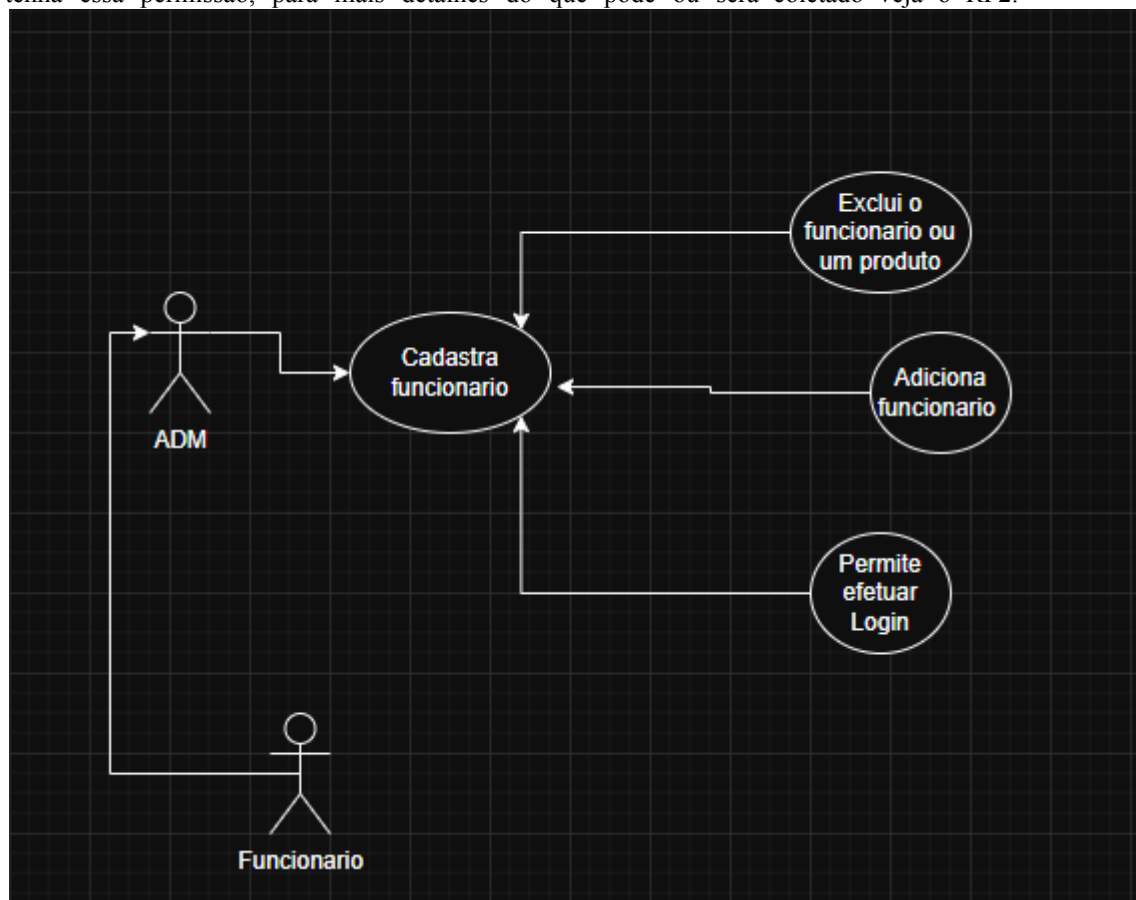 tenha essa permissão, para mais detalhes do que pode ou será coletado veja o RF2.
Exclui o
funcionario ou
um produto
Cadastra
funcionario
Adiciona
funcionario
ADM
Permite
efetuar
Login
Funcionario